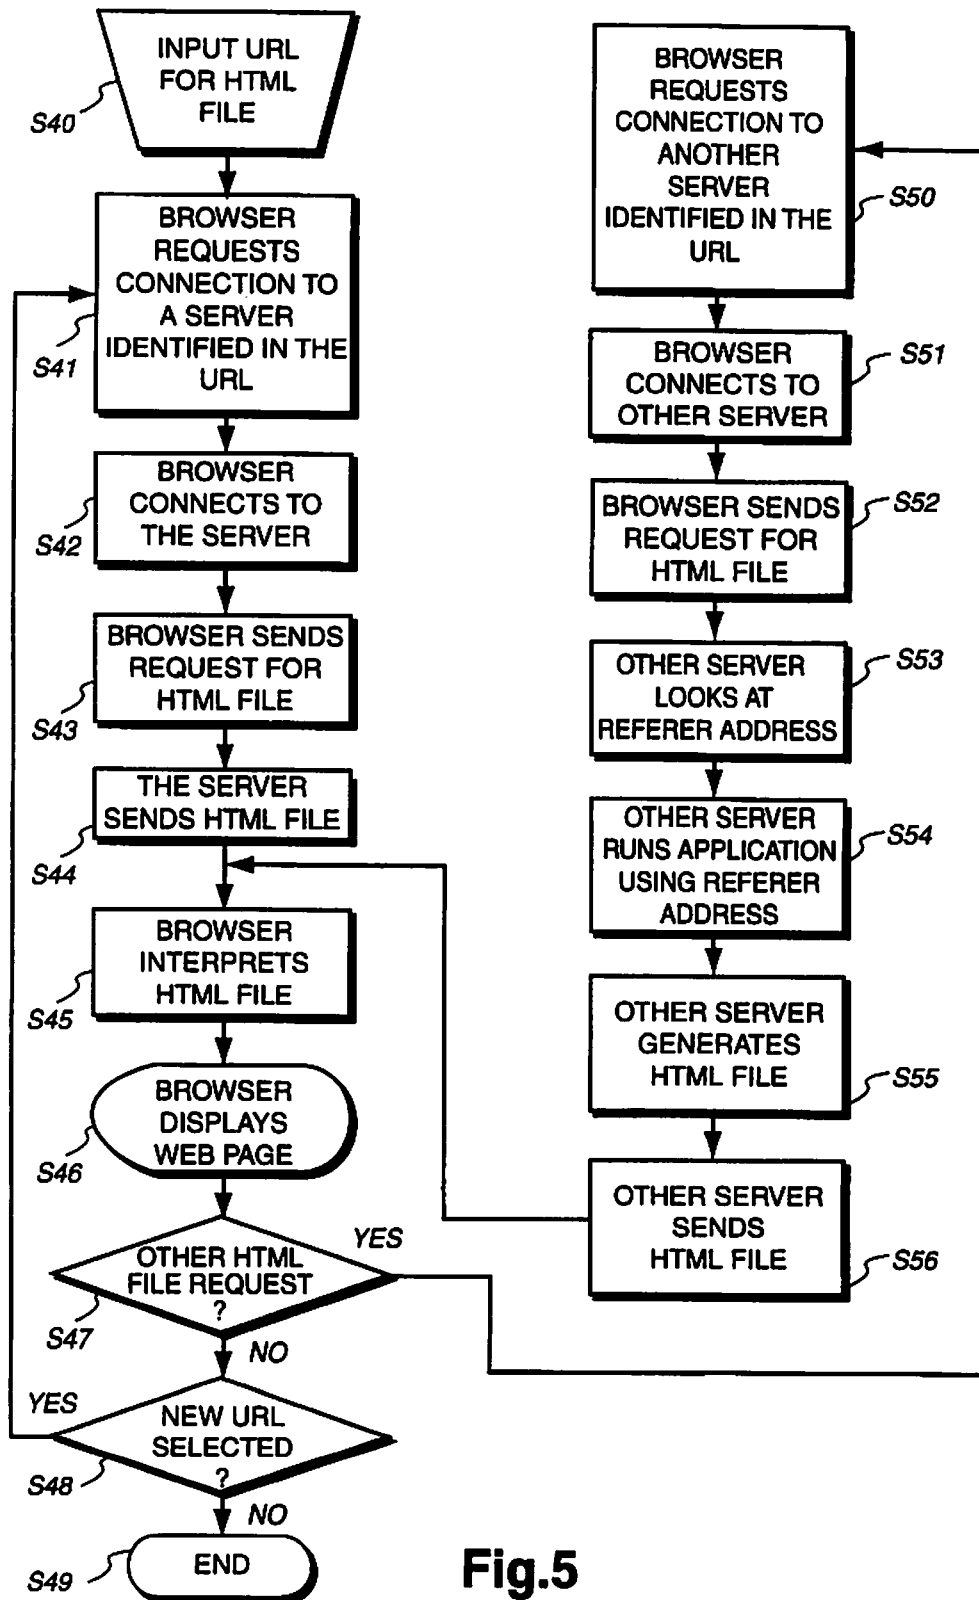 INPUT URL
FOR HTML
FILE
S40
BROWSER
REQUESTS
CONNECTION TO
A SERVER
IDENTIFIED IN THE
URL
S41
BROWSER
CONNECTS TO
THE SERVER
S42
BROWSER SENDS
REQUEST FOR
HTML FILE
S43
THE SERVER
SENDS HTML FILE
S44
BROWSER
INTERPRETS
HTML FILE
S45
BROWSER
DISPLAYS
WEB PAGE
S46
OTHER HTML
FILE REQUEST
?
S47
YES
NO
NEW URL
SELECTED
?
S48
YES
NO
END
S49
BROWSER
REQUESTS
CONNECTION TO
ANOTHER
SERVER
IDENTIFIED IN THE
URL
S50
BROWSER
CONNECTS TO
OTHER SERVER
S51
BROWSER SENDS
REQUEST FOR
HTML FILE
S52
OTHER SERVER
LOOKS AT
REFERER ADDRESS
S53
OTHER SERVER
RUNS APPLICATION
USING REFERER
ADDRESS
S54
OTHER SERVER
GENERATES
HTML FILE
S55
OTHER SERVER
SENDS
HTML FILE
S56
Fig.5